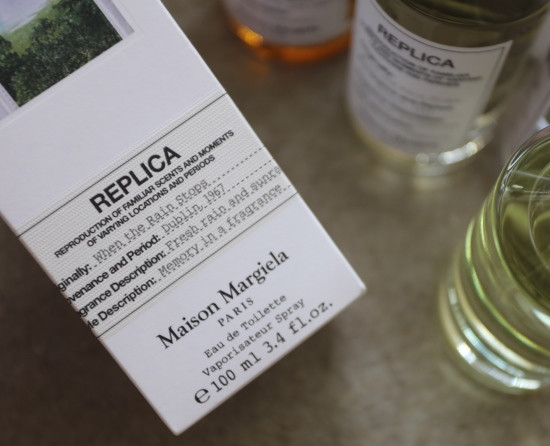 REPLICA
REPRODUCTION OF FAMILIAR SCENTS AND MOMENTS
OF VARYING LOCATIONS AND PERIODS
ginally: When the Rain Stops
venance and Period: Dublin, 1967
grance Description: Fresh rain and sunro
le Description: Memory in a fragrance
Maison Margiela
PARIS
Eau de Toilette
Vaporisateur Spray
e 100 ml 3.4 fl.oz.
REPLICA